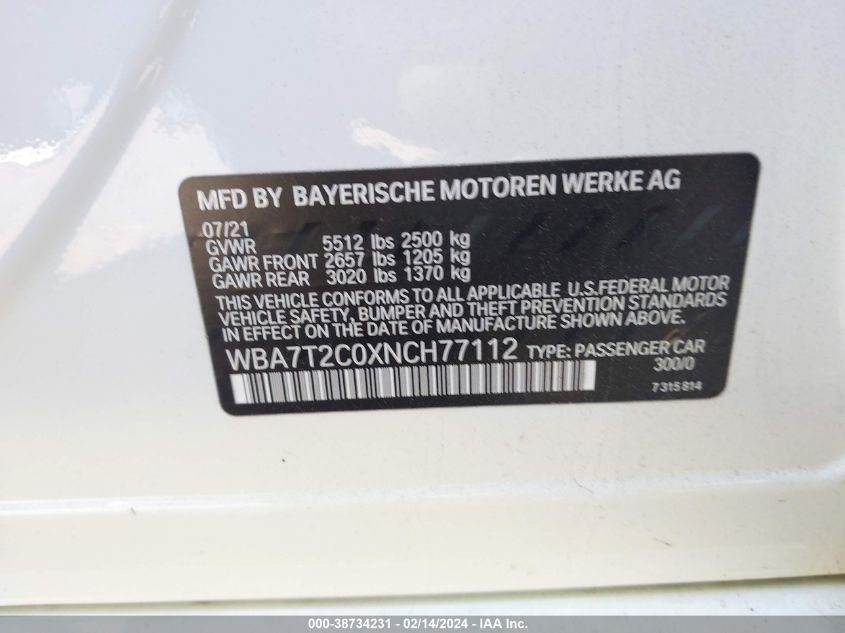 MFD BY BAYERISCHE MOTOREN WERKE AG
07/21
GVWR 5512 lbs 2500 kg
GAWR FRONT 2657 lbs 1205 kg
GAWR REAR 3020 lbs 1370 kg
THIS VEHICLE CONFORMS TO ALL APPLICABLE U.S.FEDERAL MOTOR
VEHICLE SAFETY, BUMPER AND THEFT PREVENTION STANDARDS
IN EFFECT ON THE DATE OF MANUFACTURE SHOWN ABOVE.
WBA7T2C0XNCH77112 TYPE: PASSENGER CAR
300/0
7315814
000-38734231 - 02/14/2024 - IAA Inc.